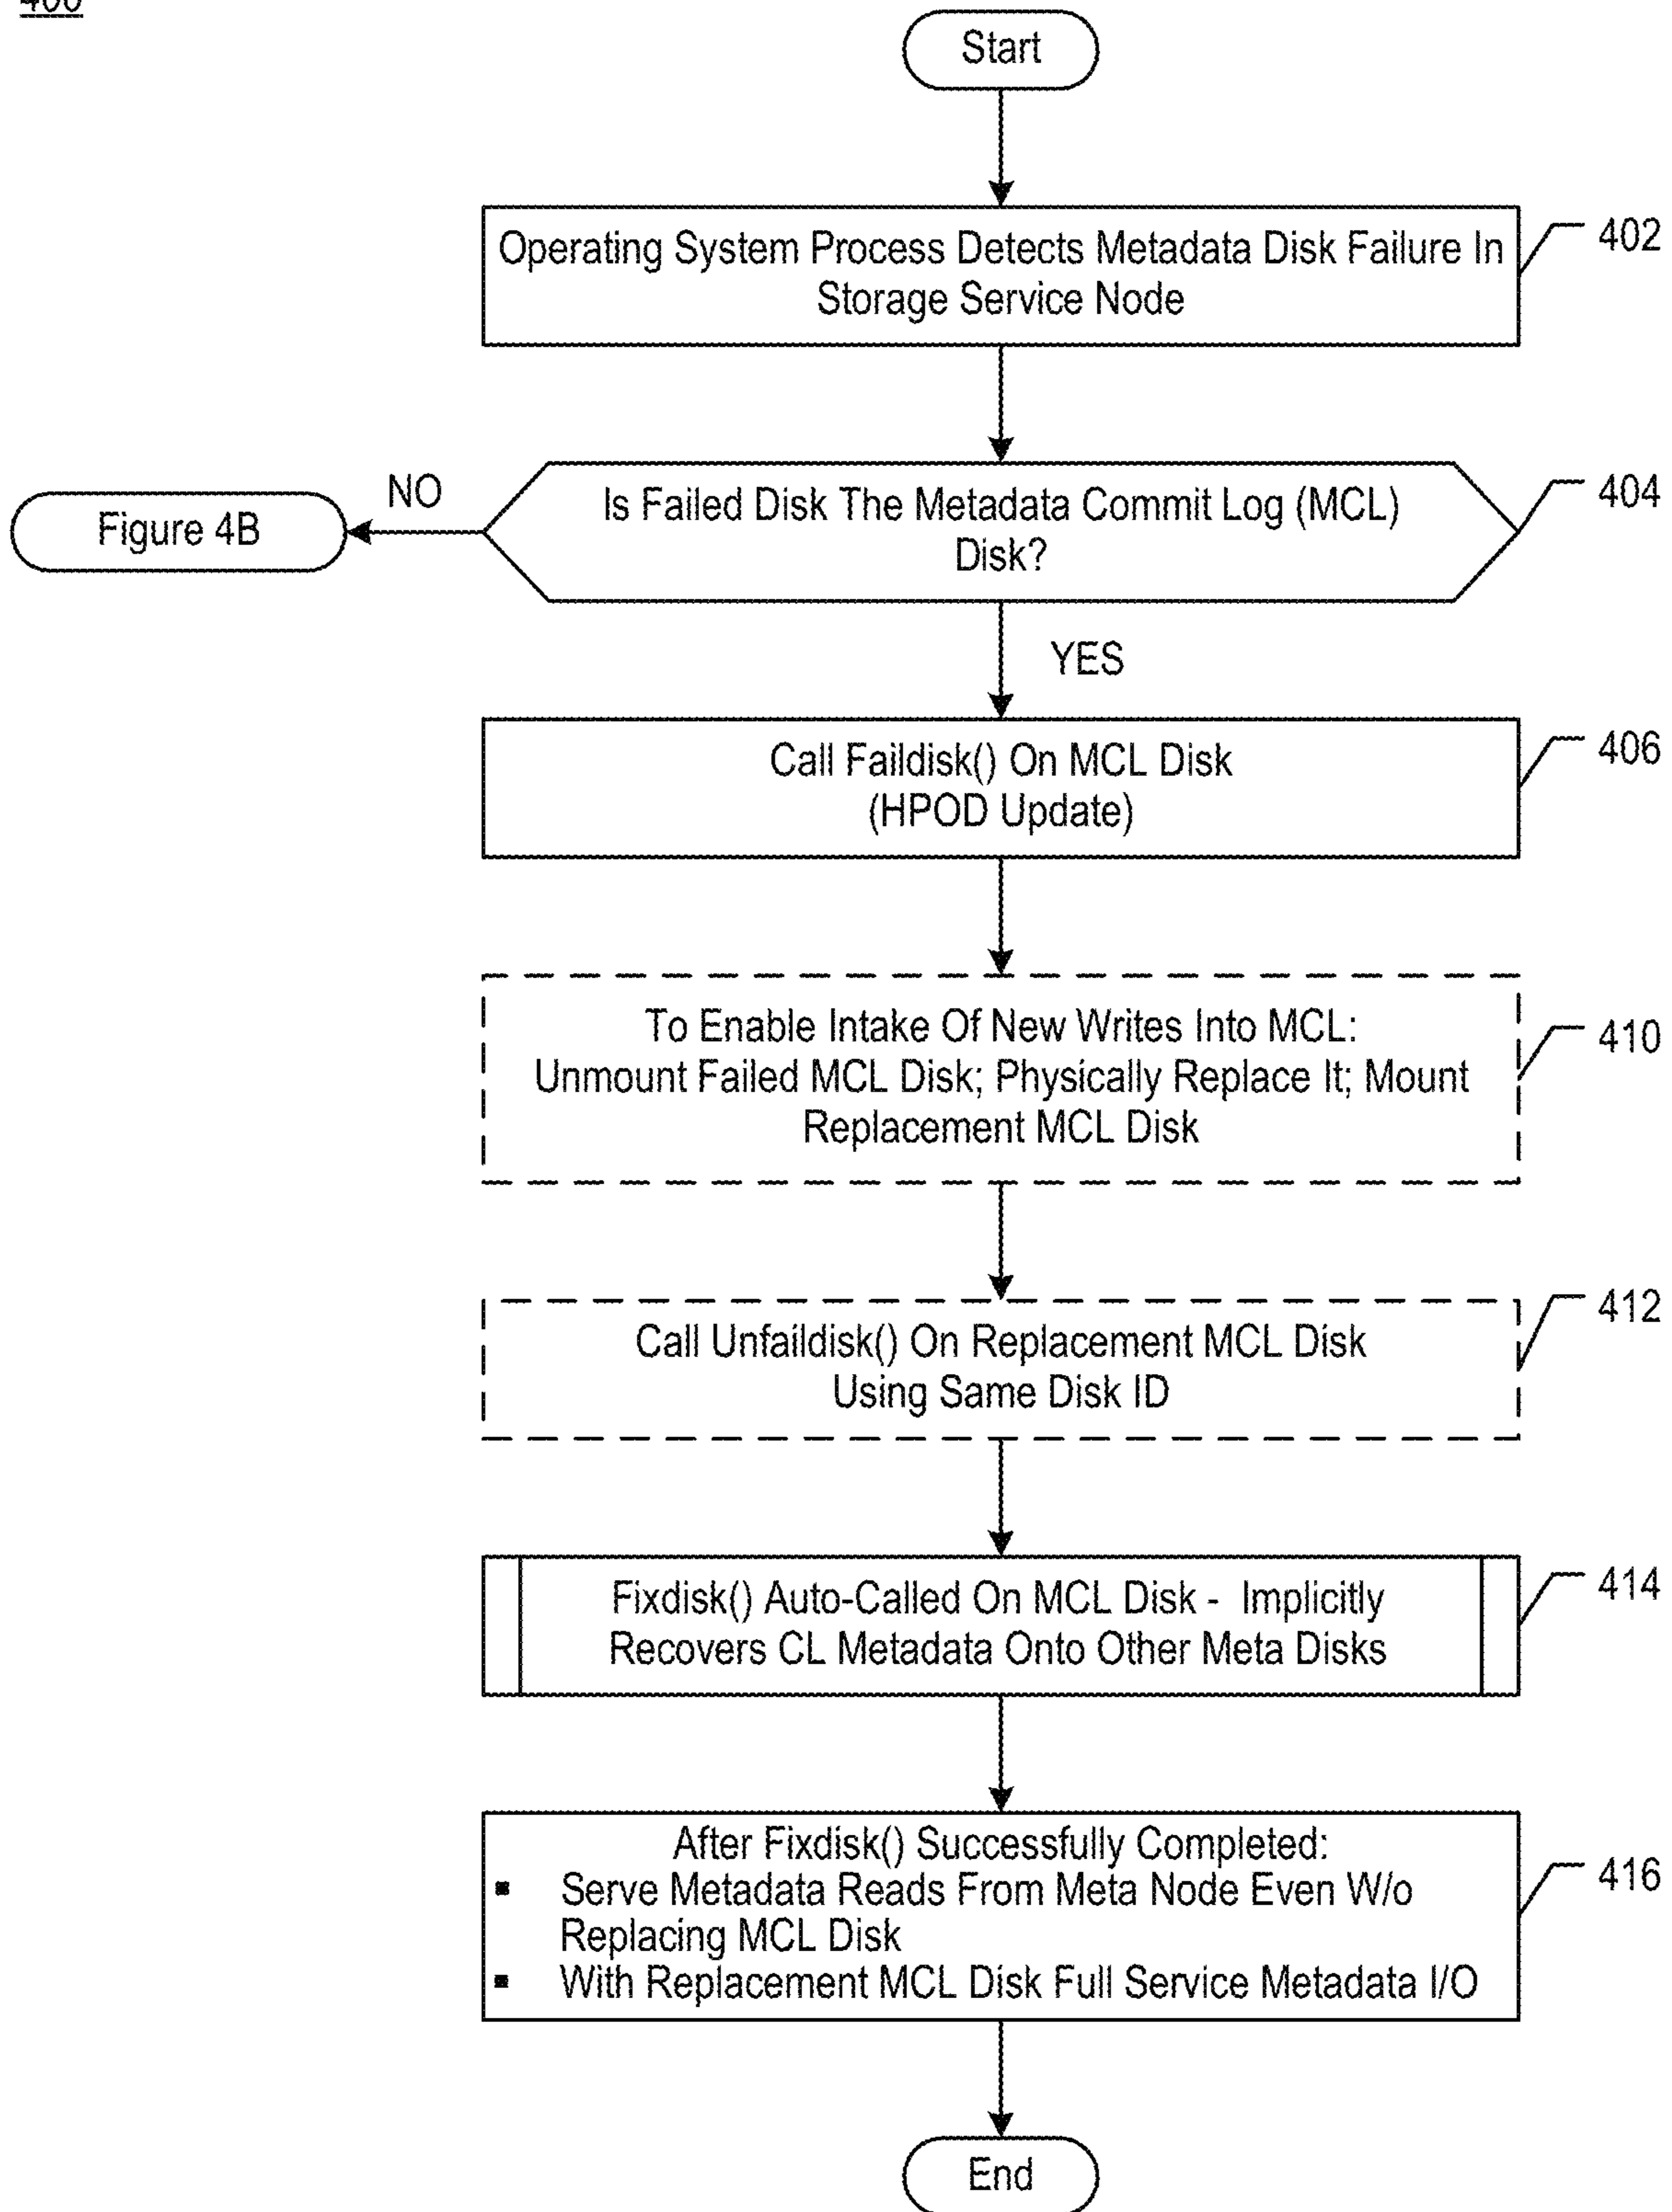 Start
Operating System Process Detects Metadata Disk Failure In
Storage Service Node
402
Is Failed Disk The Metadata Commit Log (MCL)
Disk?
404
NO
Figure 4B
YES
Call Faildisk() On MCL Disk
(HPOD Update)
406
To Enable Intake Of New Writes Into MCL:
Unmount Failed MCL Disk; Physically Replace It; Mount
Replacement MCL Disk
410
Call Unfaildisk() On Replacement MCL Disk
Using Same Disk ID
412
Fixdisk() Auto-Called On MCL Disk - Implicitly
Recovers CL Metadata Onto Other Meta Disks
414
After Fixdisk() Successfully Completed:
▪ Serve Metadata Reads From Meta Node Even W/o
Replacing MCL Disk
▪ With Replacement MCL Disk Full Service Metadata I/O
416
End